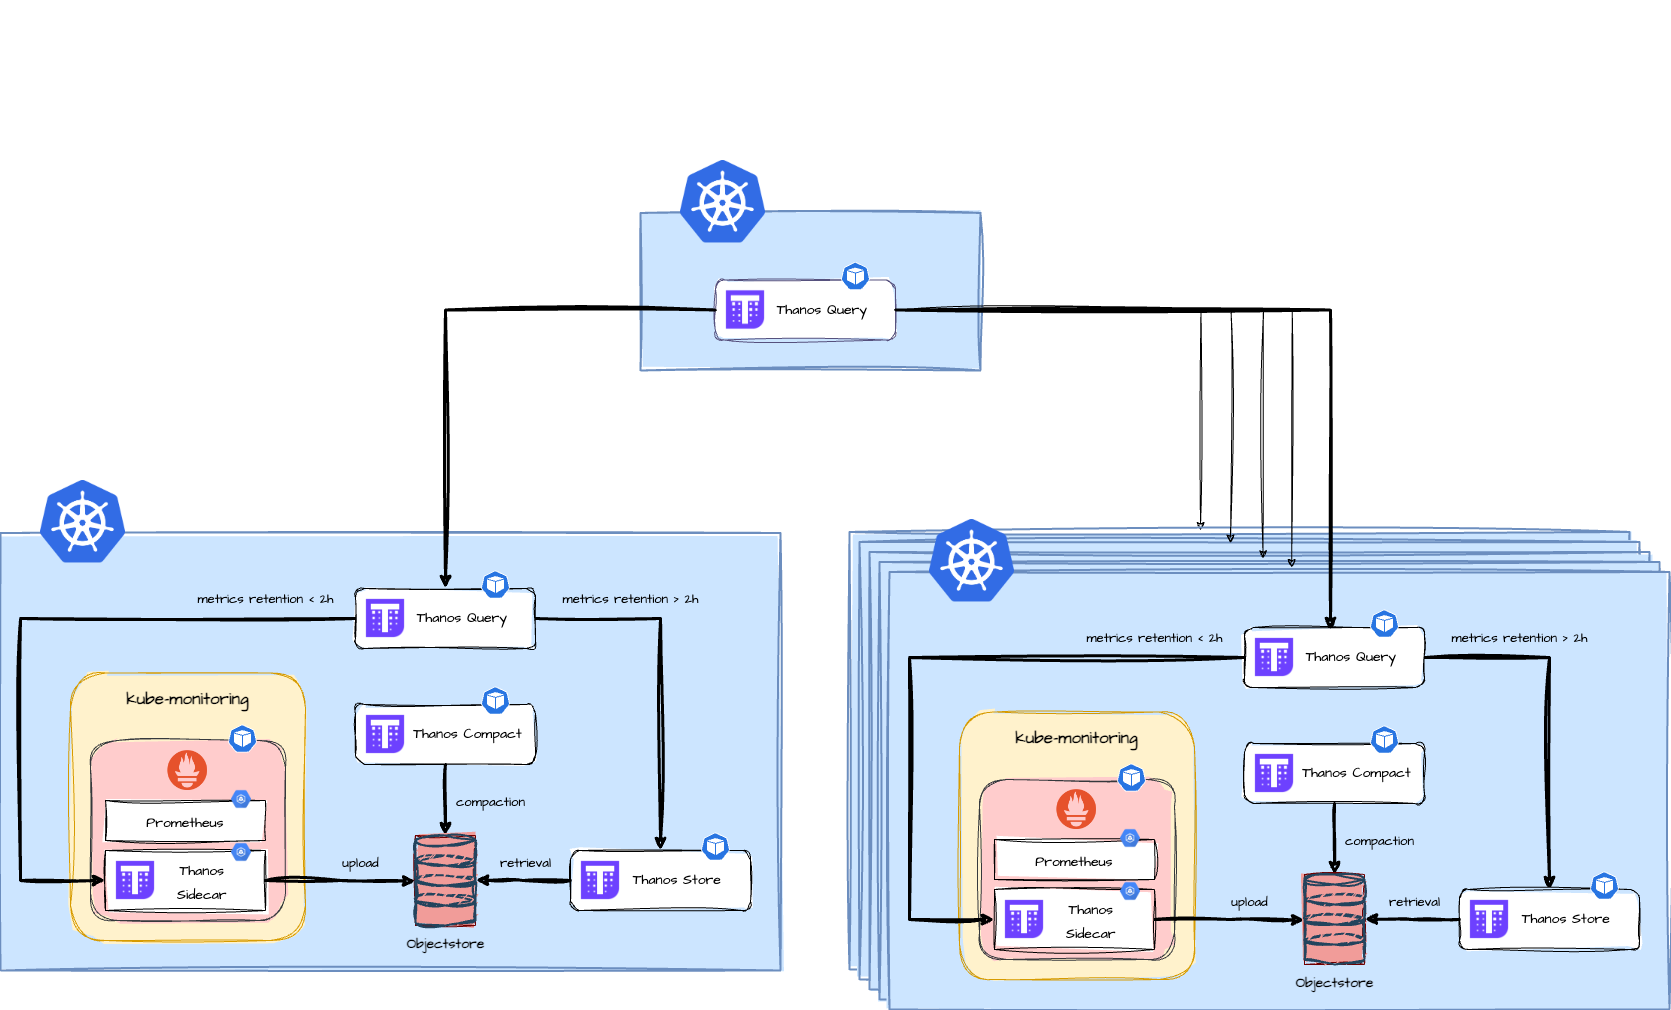 Thanos Query
metrics retention < 2h
Thanos Query
metrics retention > 2h
kube-monitoring
Thanos Compact
compaction
Prometheus
Thanos
Sidecar
upload
retrieval
Thanos Store
Objectstore
metrics retention < 2h
Thanos Query
metrics retention > 2h
kube-monitoring
Thanos Compact
compaction
Prometheus
Thanos
Sidecar
upload
retrieval
Thanos Store
Objectstore